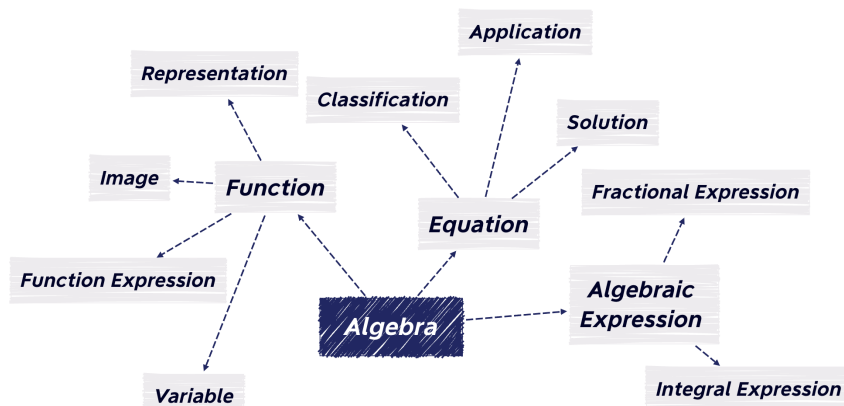 Application
Representation
Classification
Solution
Image
Function
Fractional Expression
Equation
Function Expression
Algebraic
Expression
Algebra
Variable
Integral Expression